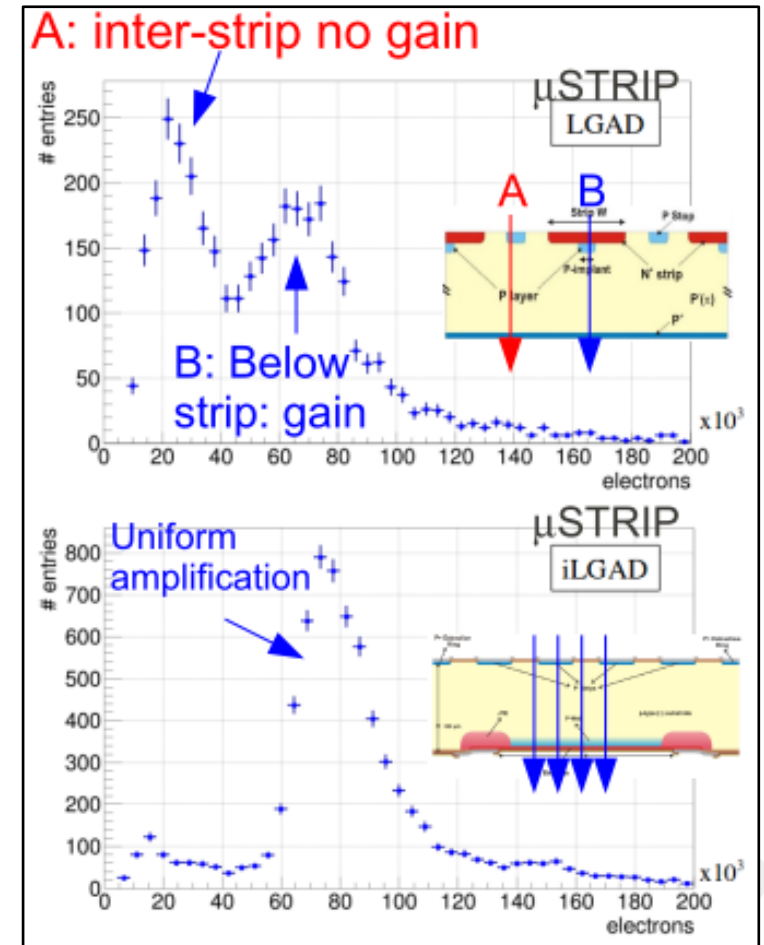 A: inter-strip no gain
μSTRIP
LGAD
# entries
250
200
150
100
50
0
A
B
Strip W
P Stop
P-implant
N⁺ strip
P layer
P⁺
B: Below
strip: gain
x10³
0 20 40 60 80 100 120 140 160 180 200
electrons
μSTRIP
iLGAD
Uniform
amplification
# entries
800
700
600
500
400
300
200
100
0
x10³
0 20 40 60 80 100 120 140 160 180 200
electrons